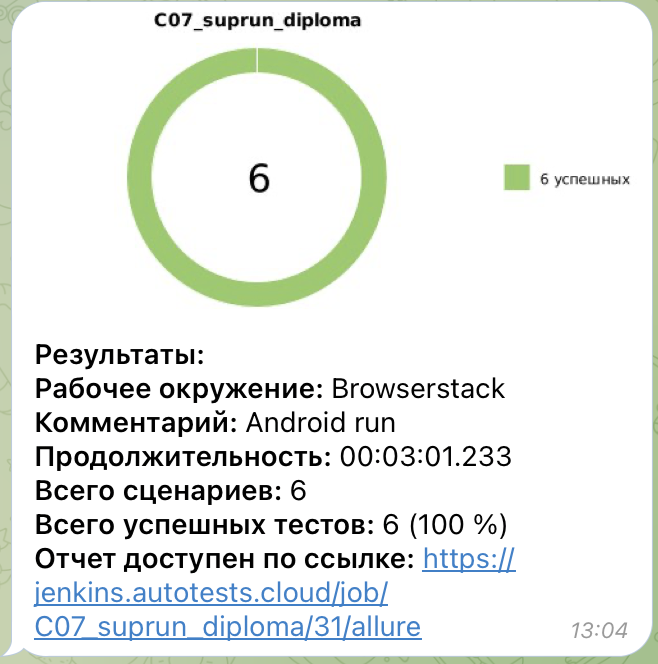 C07_suprun_diploma
6
6 успешных
Результаты:
Рабочее окружение: Browserstack
Комментарий: Android run
Продолжительность: 00:03:01.233
Всего сценариев: 6
Всего успешных тестов: 6 (100 %)
Отчет доступен по ссылке: https://
jenkins.autotests.cloud/job/
C07_suprun_diploma/31/allure
13:04